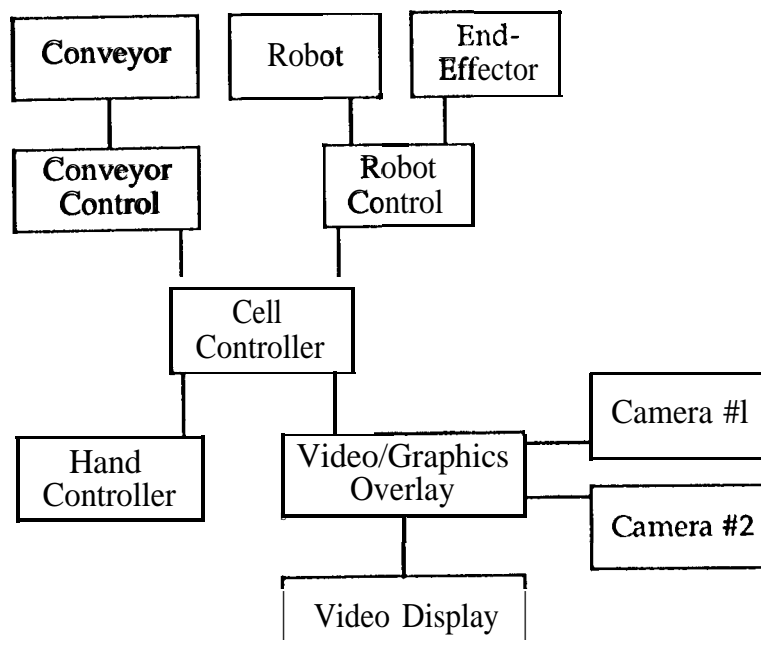 Conveyor
Robot
End-
Effector
Conveyor
Control
Robot
Control
Cell
Controller
Hand
Controller
Video/Graphics
Overlay
Camera #l
Camera #2
Video Display